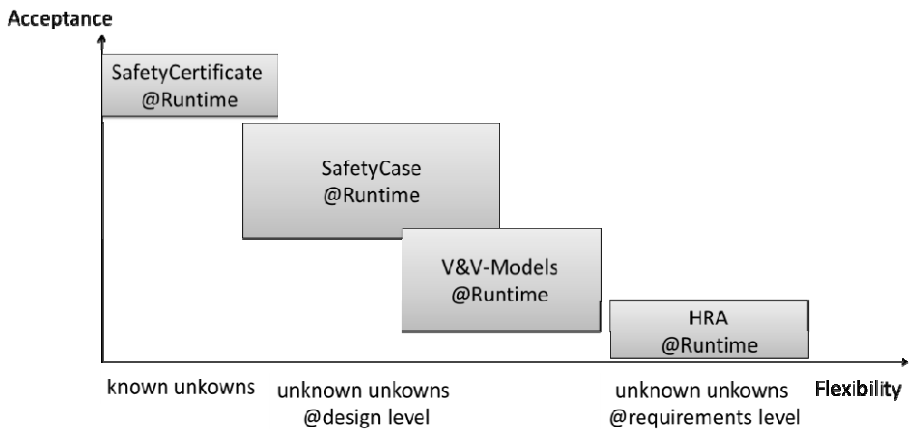 Acceptance
SafetyCertificate
@Runtime
SafetyCase
@Runtime
V&V-Models
@Runtime
HRA
@Runtime
known unkowns
unknown unkowns
@design level
unknown unkowns
@requirements level
Flexibility